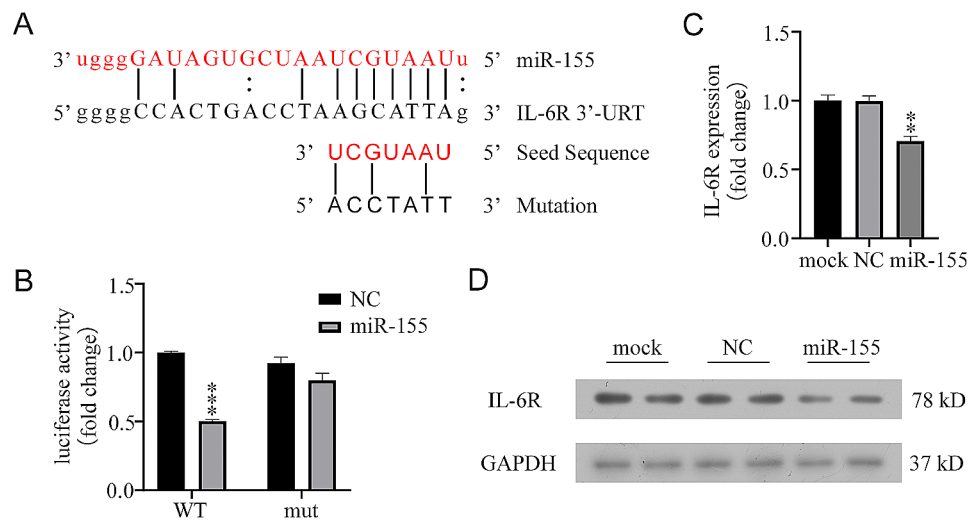 A
3’ ugggGAUAGUGCUAAUCGUAAUu 5’ miR-155
5’ ggggCCACTGACCTAAGCATTAg 3’ IL-6R 3’-URT
3’ UCGUAAU 5’ Seed Sequence
5’ ACCTATT 3’ Mutation
B
luciferase activity
(fold change)
1.5
1.0
0.5
0.0
NC
miR-155
***
WT mut
C
IL-6R expression
(fold change)
1.5
1.0
0.5
0.0
**
mock NC miR-155
D
mock NC miR-155
IL-6R 78 kD
GAPDH 37 kD